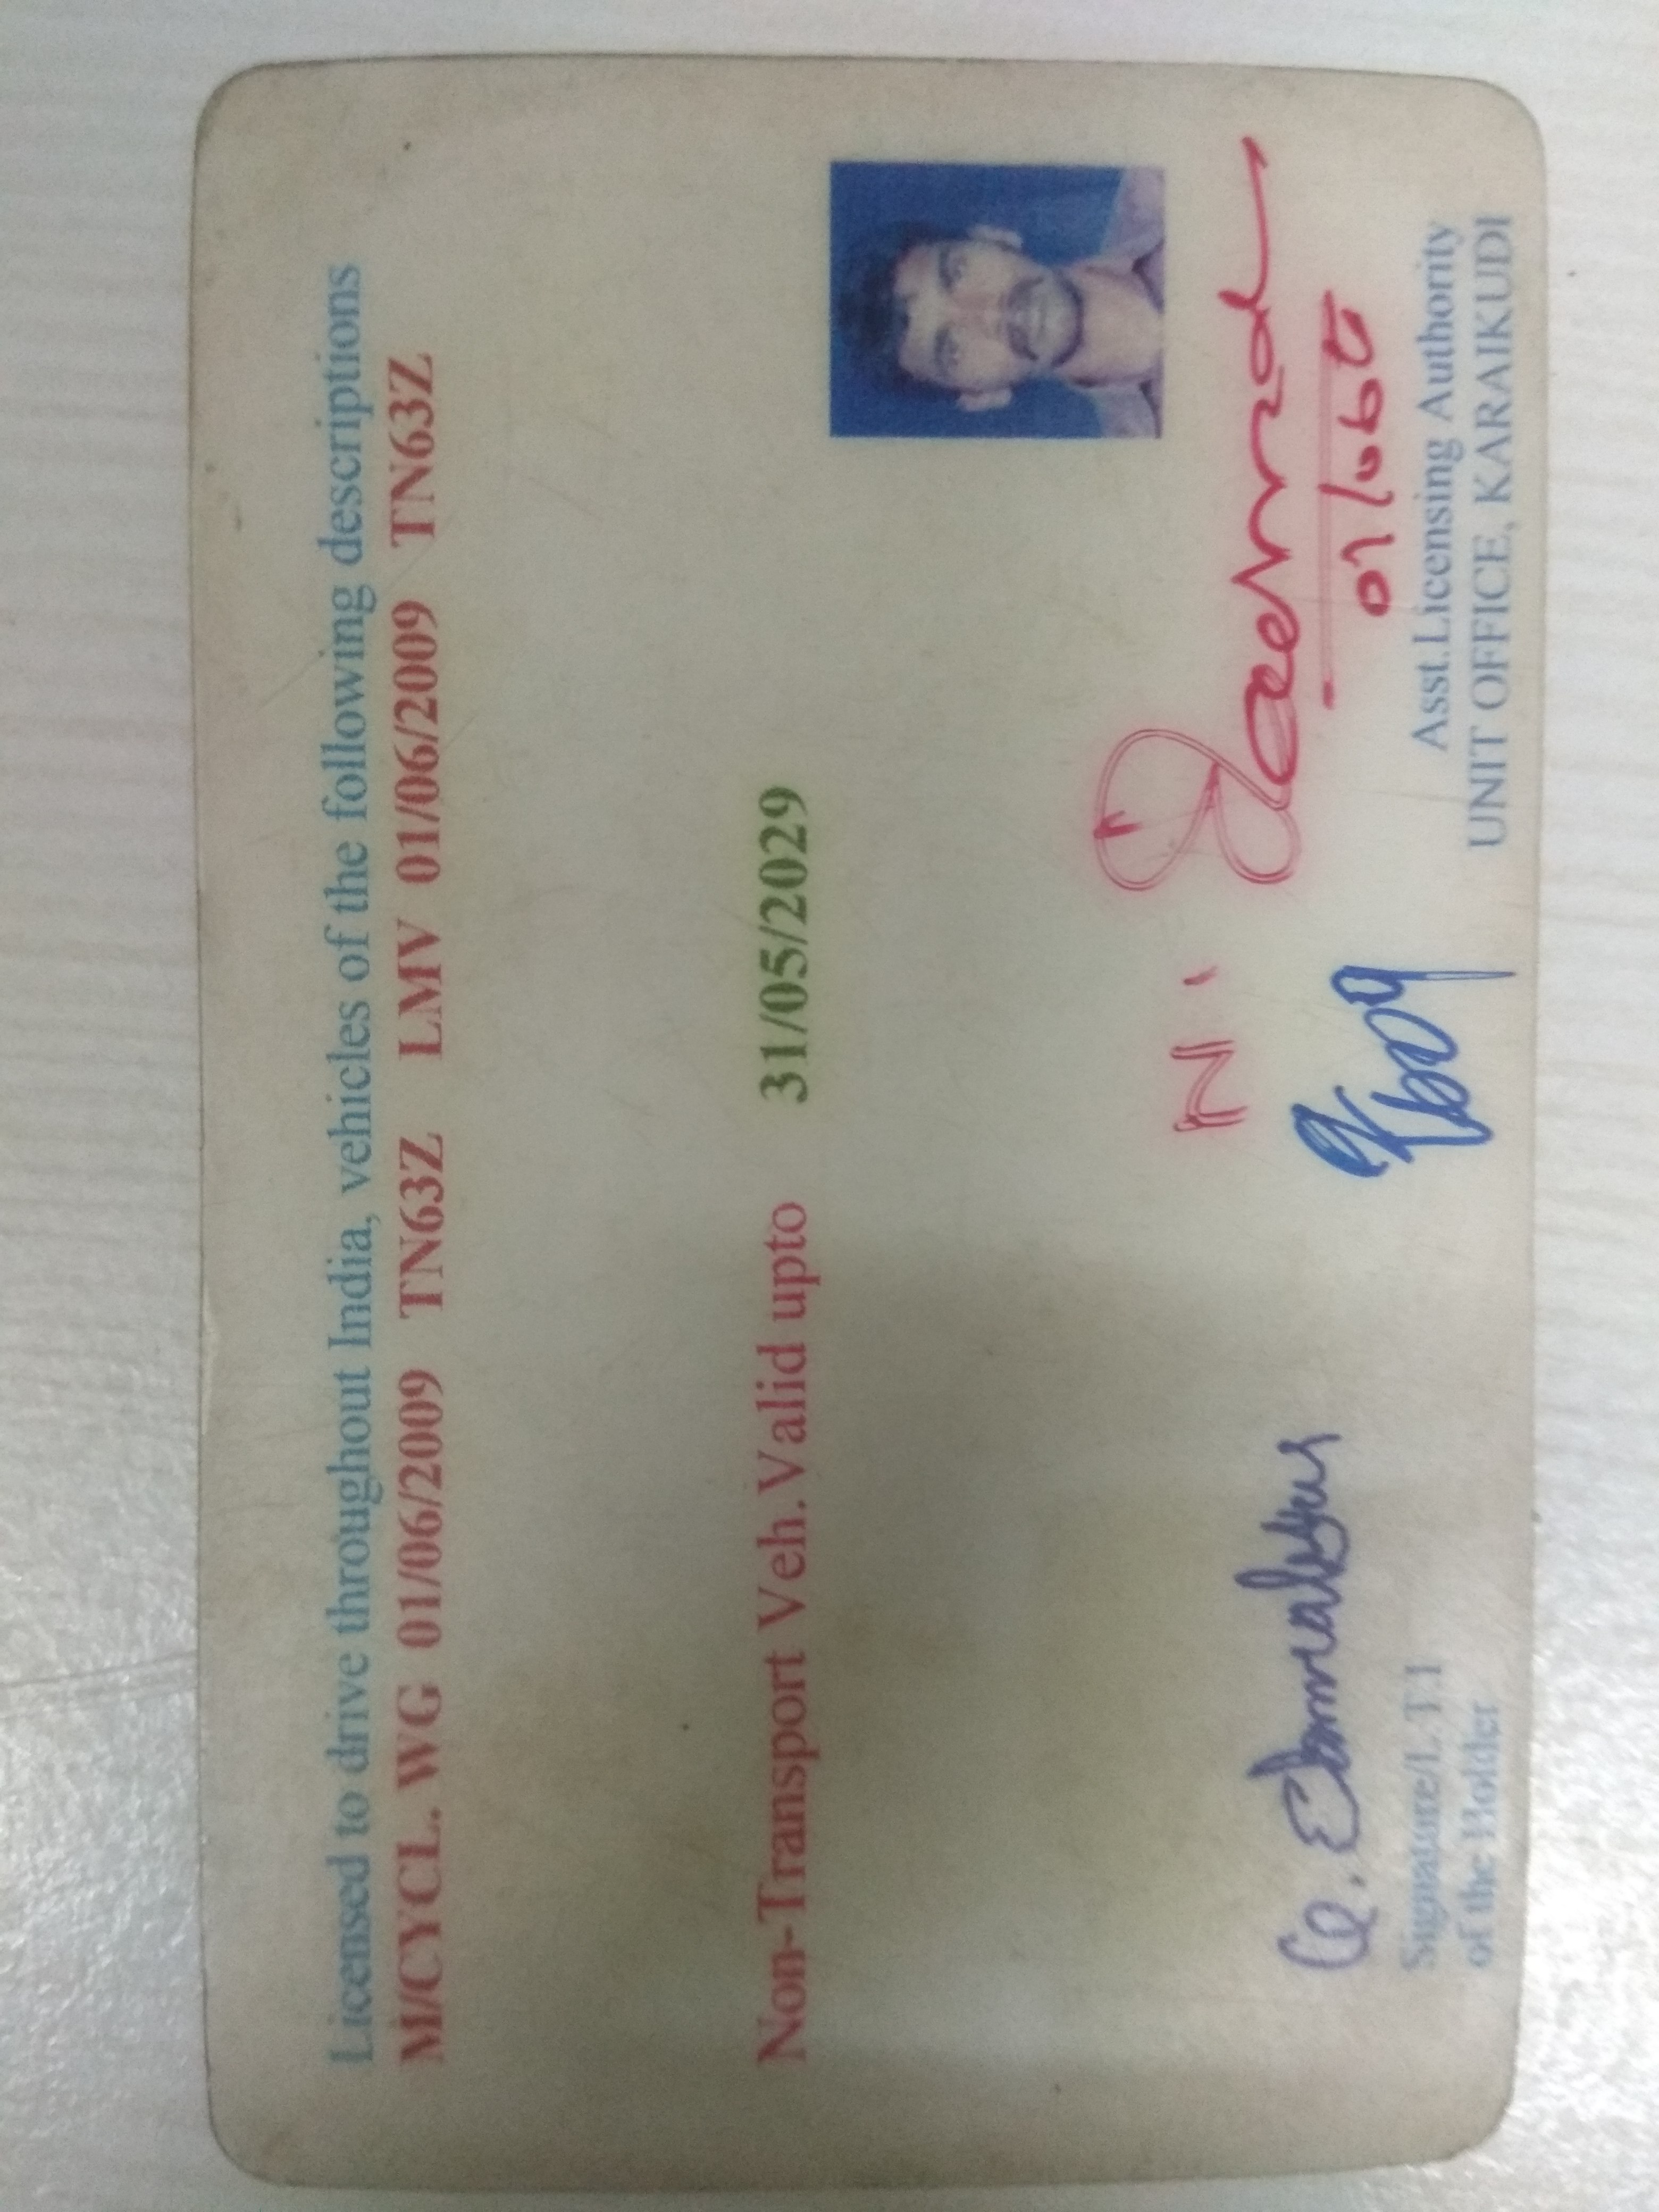 Licensed to drive throughout India, vehicles of the following descriptions
M/CYCL. WG 01/06/2009 TN63Z LMV 01/06/2009 TN63Z
Non-Transport Veh. Valid upto 31/05/2029
N.
Signature/L.T.I
of the Holder
Asst.Licensing Authority
UNIT OFFICE, KARAIKUDI